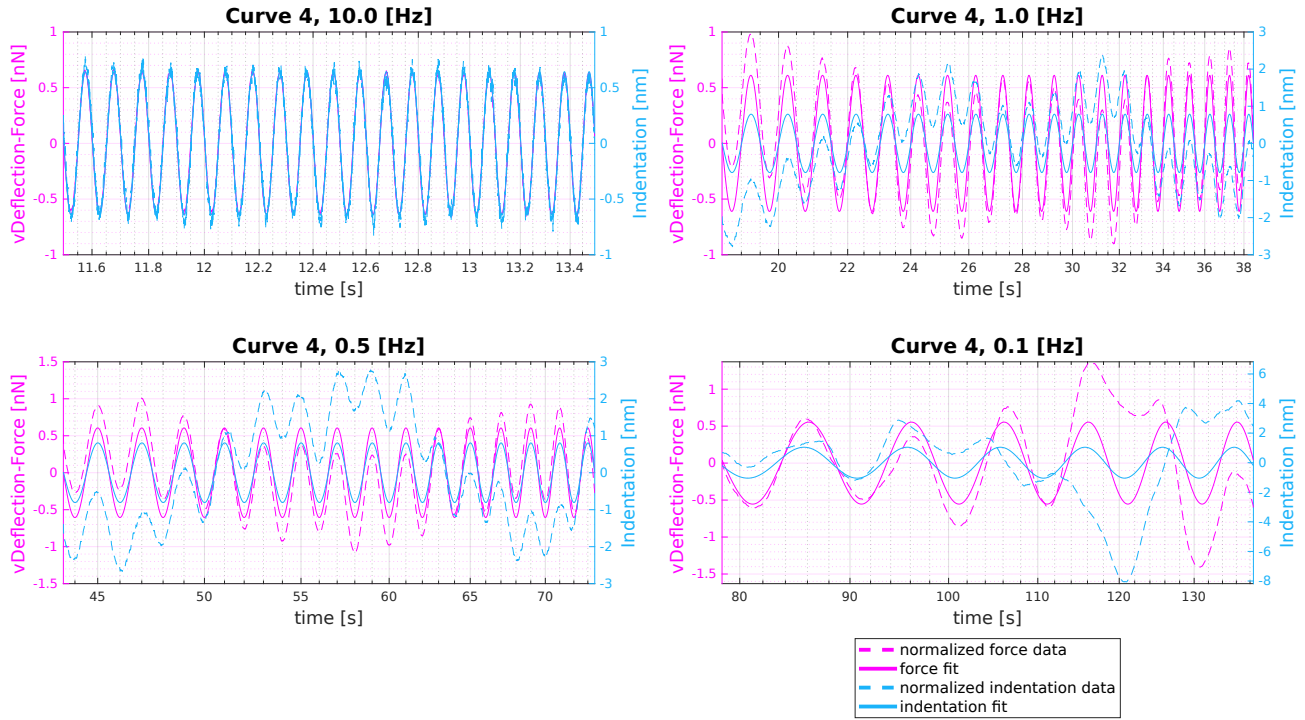 Curve 4, 10.0 [Hz]
1
0.5
0
-0.5
-1
vDeflection-Force [nN]
1
0.5
0
-0.5
-1
Indentation [nm]
11.6 11.8 12 12.2 12.4 12.6 12.8 13 13.2 13.4
time [s]
Curve 4, 1.0 [Hz]
1
0.5
0
-0.5
-1
vDeflection-Force [nN]
3
2
1
0
-1
-2
-3
Indentation [nm]
20 22 24 26 28 30 32 34 36 38
time [s]
Curve 4, 0.5 [Hz]
1.5
1
0.5
0
-0.5
-1
-1.5
vDeflection-Force [nN]
3
2
1
0
-1
-2
-3
Indentation [nm]
45 50 55 60 65 70
time [s]
Curve 4, 0.1 [Hz]
1
0.5
0
-0.5
-1
-1.5
vDeflection-Force [nN]
6
4
2
0
-2
-4
-6
-8
Indentation [nm]
80 90 100 110 120 130
time [s]
normalized force data
force fit
normalized indentation data
indentation fit